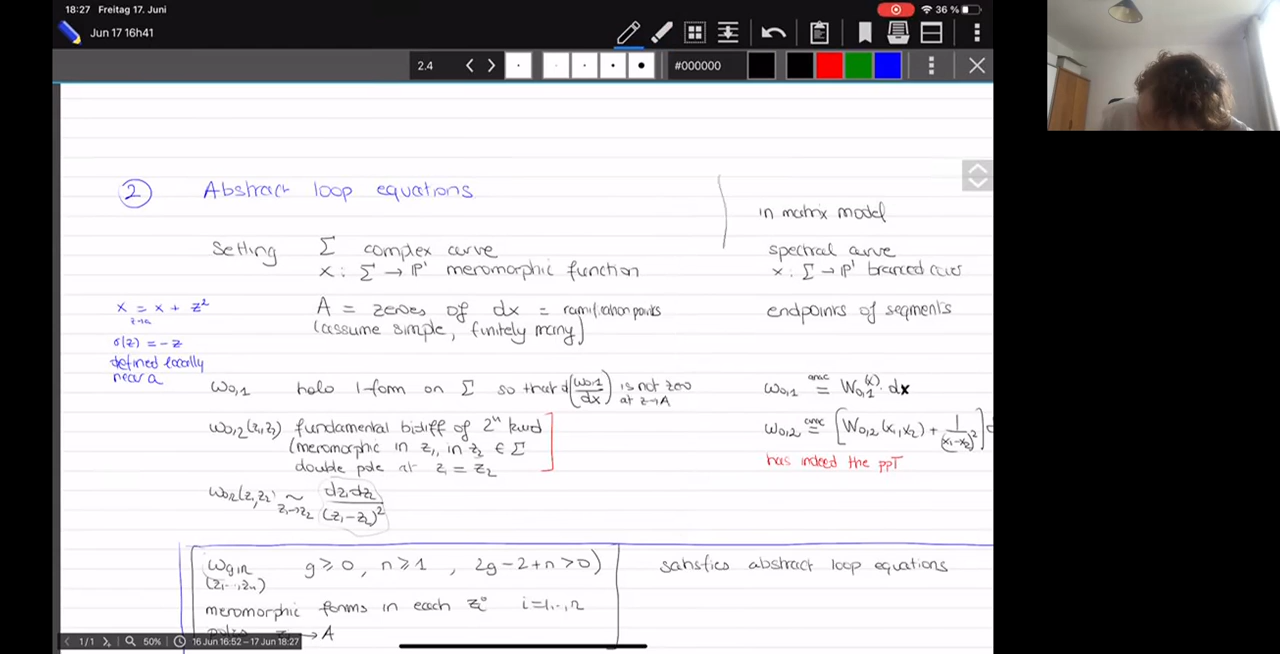 18:27 Freitag 17. Juni
36 %
Jun 17 16h41
2.4
#000000
② Abstract loop equations
in matrix model
Setting Σ complex curve
x : Σ → P¹ meromorphic function
spectral curve
x : Σ → P¹ branced cover
A = zeroes of dx = ramification points
(assume simple, finitely many)
endpoints of segments
x = x + z²
z→a
σ(z) = -z
defined locally
near a
ω0,1 holo 1-form on Σ so that d(ω0,1/dx) is not zero at z→A
ω0,1 = W0,1(x) dx
ω0,2(z1,z2) fundamental bidiff of 2ⁿ kind
(meromorphic in z1, in z2 ∈ Σ
double pole at z1 = z2
ω0,2 = [W0,2(x1,x2) + 1/(x1-x2)²]
has indeed the ppT
ω0,2(z1,z2) ~ dz1dz2/(z1-z2)²
z1→z2
ωg,n g ≥ 0, n ≥ 1, 2g-2+n > 0)
(z1,..,zn)
satisfies abstract loop equations
meromorphic forms in each zi i=1,..,n
→ A
1/1 50% 16 Jun 16:52 – 17 Jun 18:27